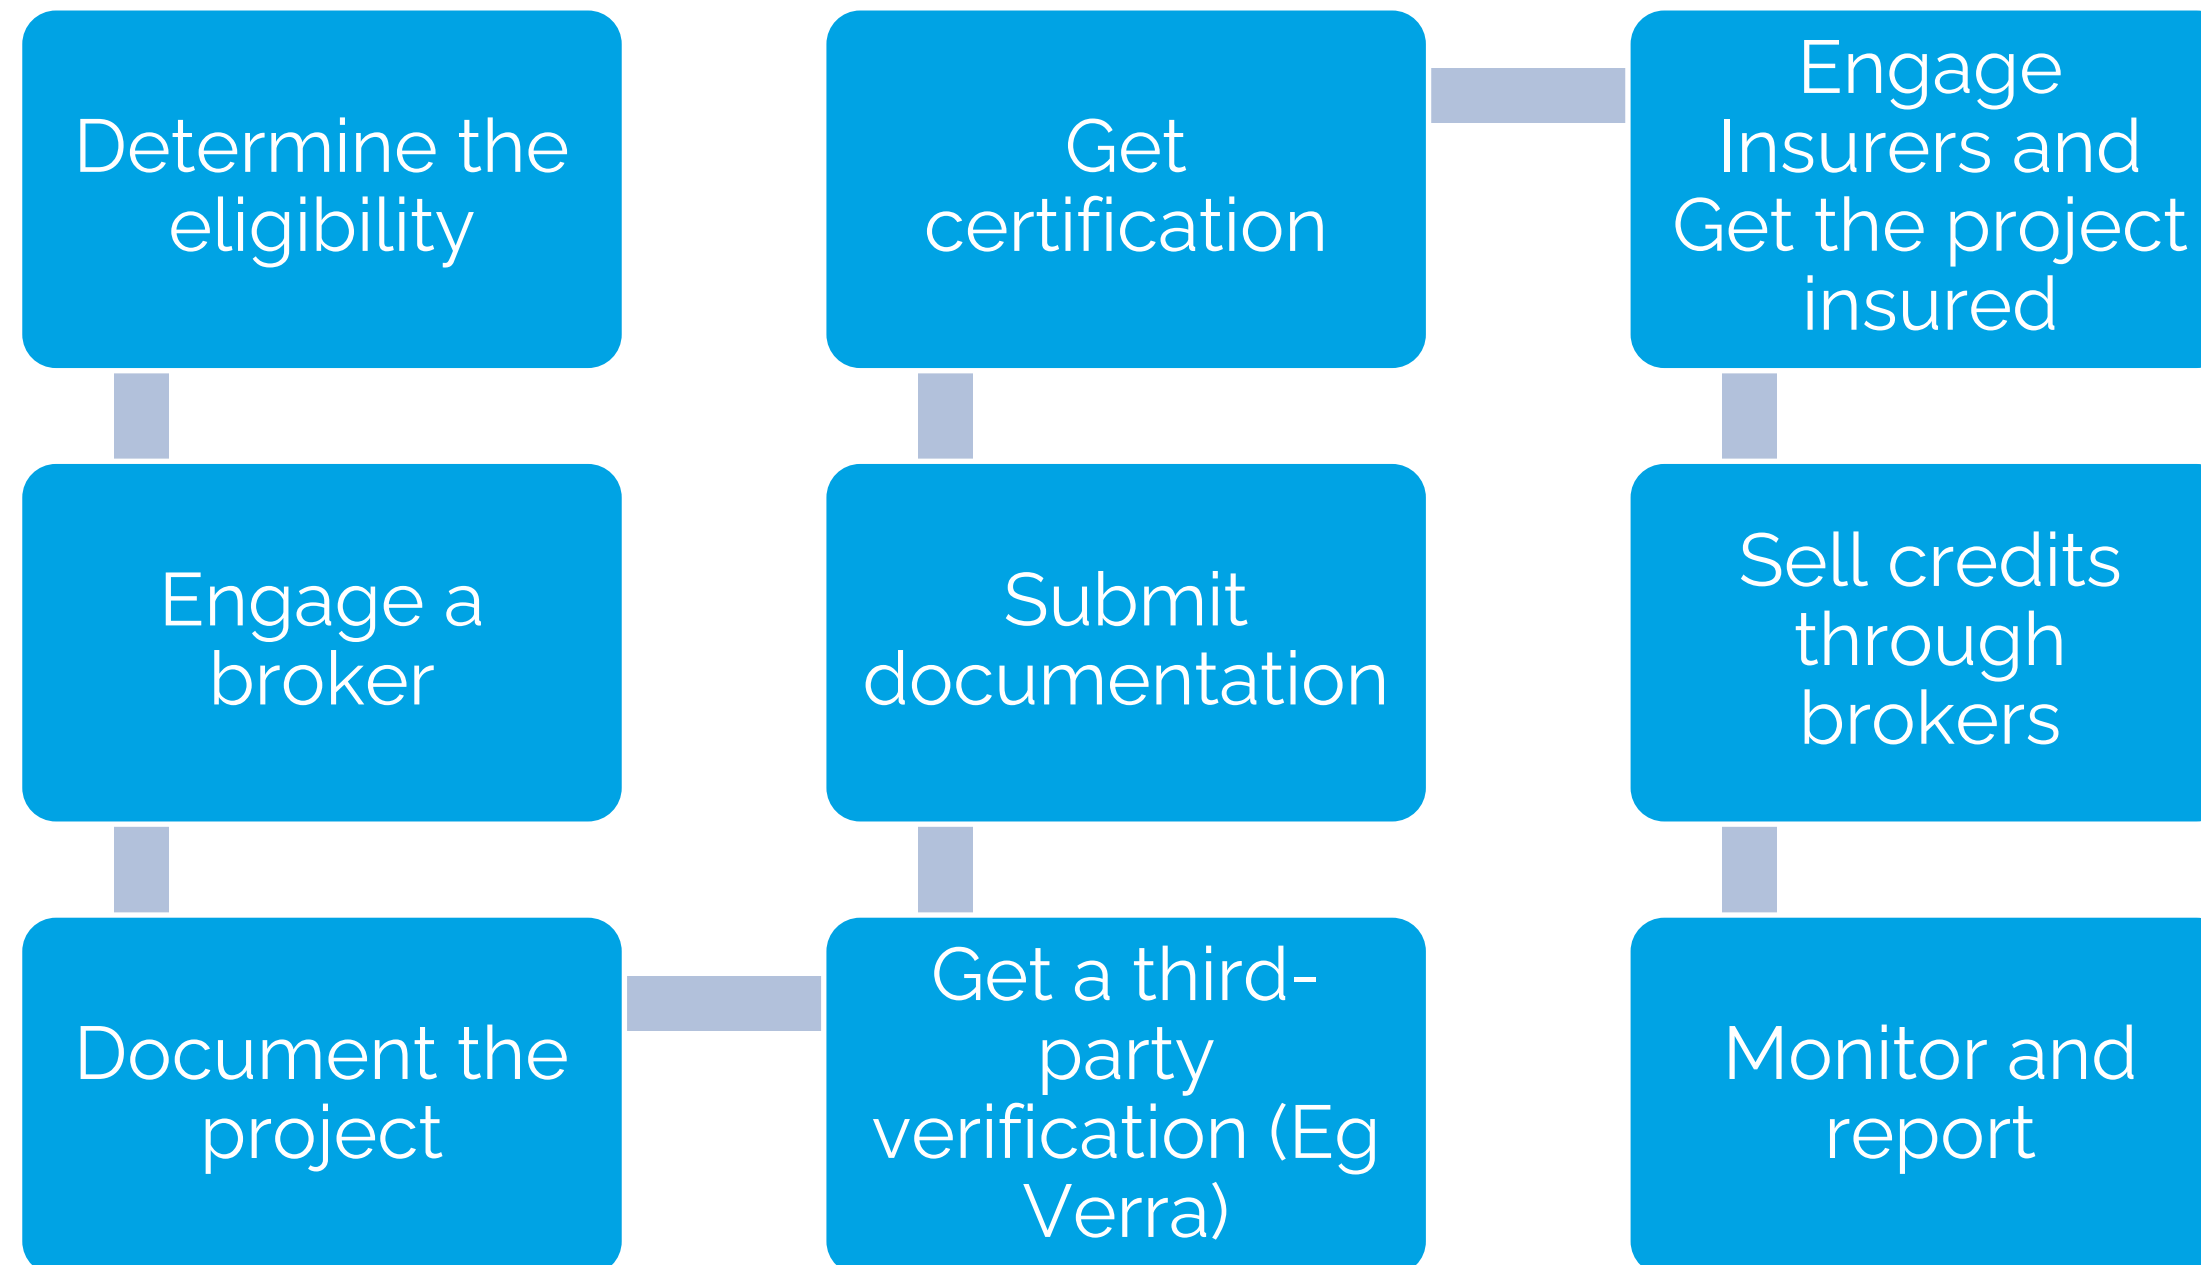 Determine the
eligibility
Engage a
broker
Document the
project
Get a third-
party
verification (Eg
Verra)
Submit
documentation
Get
certification
Engage
Insurers and
Get the project
insured
Sell credits
through
brokers
Monitor and
report